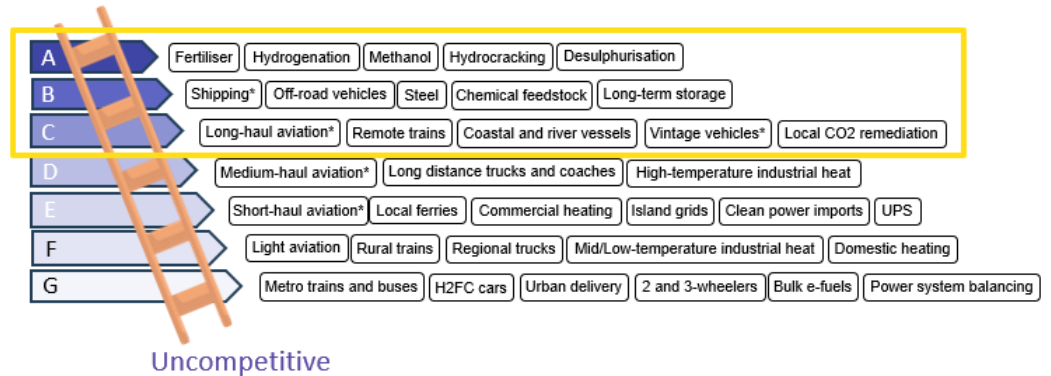 A Fertiliser Hydrogenation Methanol Hydrocracking Desulphurisation
B Shipping* Off-road vehicles Steel Chemical feedstock Long-term storage
C Long-haul aviation* Remote trains Coastal and river vessels Vintage vehicles* Local CO2 remediation
D Medium-haul aviation* Long distance trucks and coaches High-temperature industrial heat
E Short-haul aviation* Local ferries Commercial heating Island grids Clean power imports UPS
F Light aviation Rural trains Regional trucks Mid/Low-temperature industrial heat Domestic heating
G Metro trains and buses H2FC cars Urban delivery 2 and 3-wheelers Bulk e-fuels Power system balancing
Uncompetitive